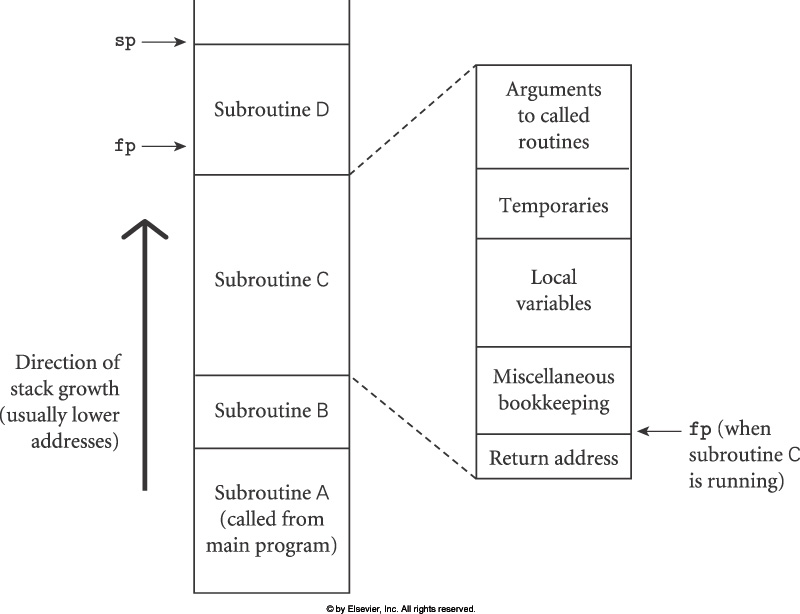 sp
Subroutine D
fp
Subroutine C
Direction of
stack growth
(usually lower
addresses)
Subroutine B
Subroutine A
(called from
main program)
Arguments
to called
routines
Temporaries
Local
variables
Miscellaneous
bookkeeping
Return address
fp (when
subroutine C
is running)
© by Elsevier, Inc. All rights reserved.